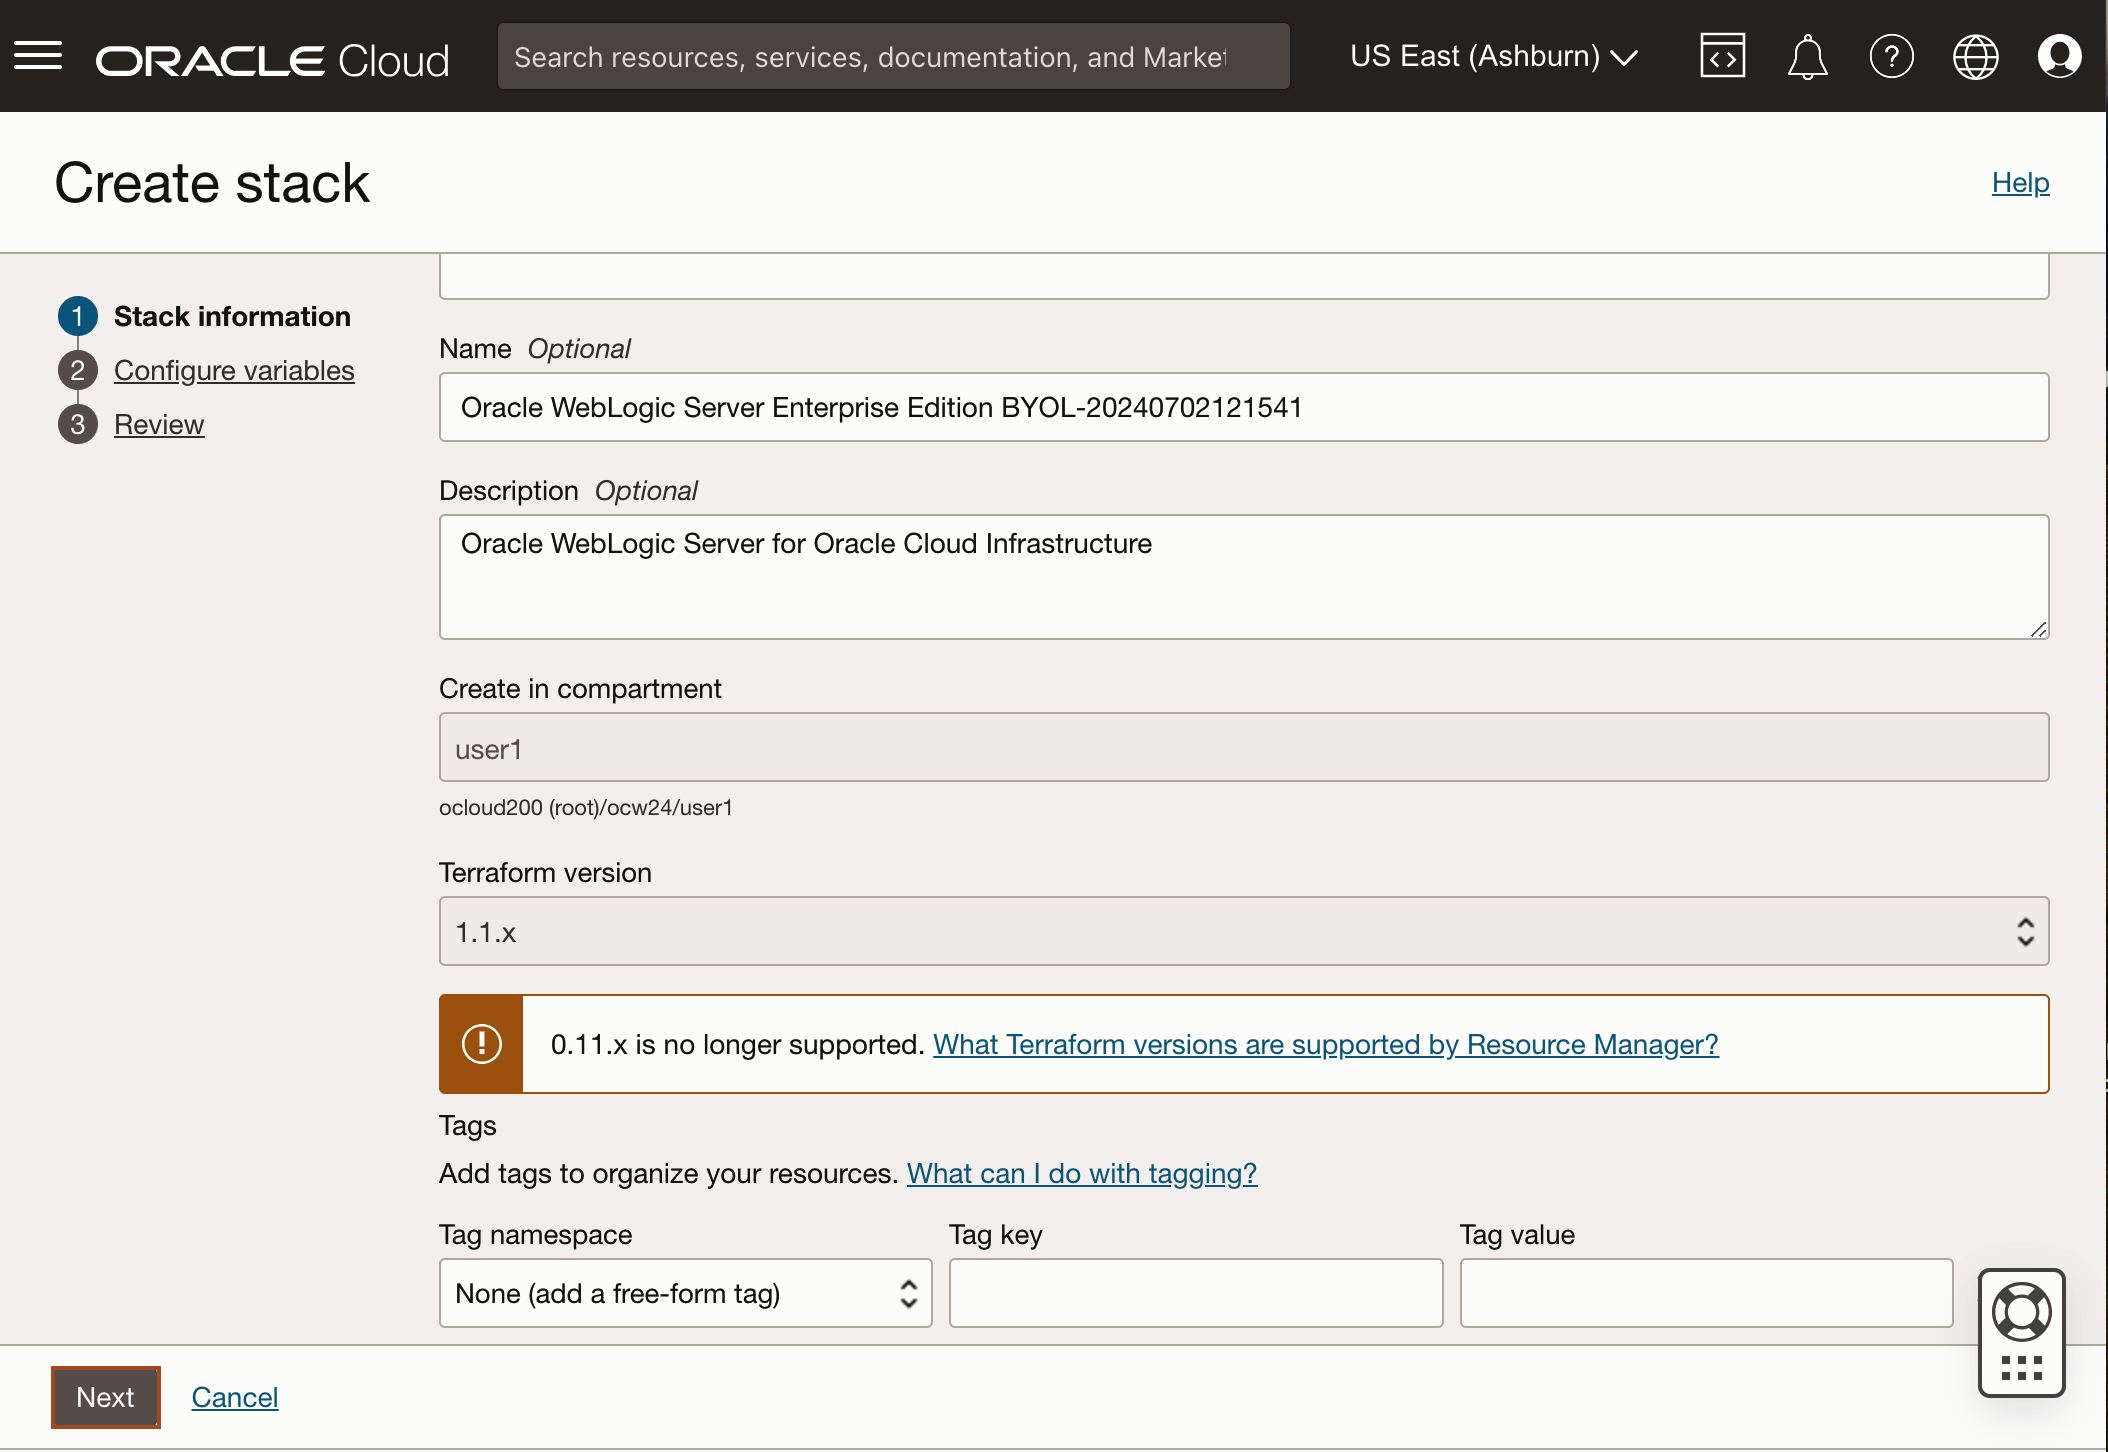 ORACLE Cloud
Search resources, services, documentation, and Market
US East (Ashburn)
Create stack
Help
1 Stack information
2 Configure variables
3 Review
Name Optional
Oracle WebLogic Server Enterprise Edition BYOL-20240702121541
Description Optional
Oracle WebLogic Server for Oracle Cloud Infrastructure
Create in compartment
user1
ocloud200 (root)/ocw24/user1
Terraform version
1.1.x
0.11.x is no longer supported. What Terraform versions are supported by Resource Manager?
Tags
Add tags to organize your resources. What can I do with tagging?
Tag namespace
Tag key
Tag value
None (add a free-form tag)
Next
Cancel